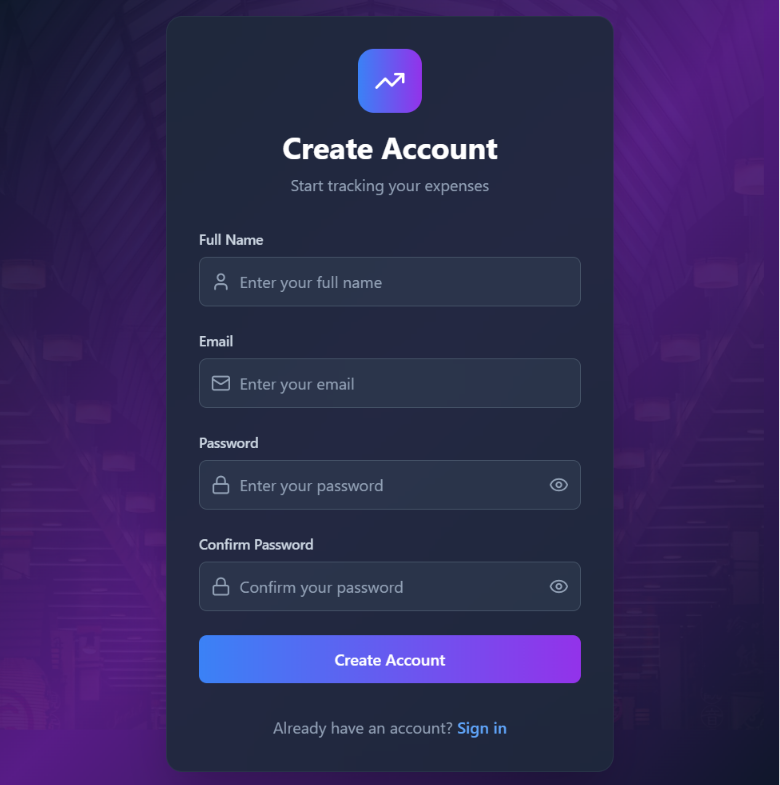 Create Account
Start tracking your expenses
Full Name
Enter your full name
Email
Enter your email
Password
Enter your password
Confirm Password
Confirm your password
Create Account
Already have an account? Sign in